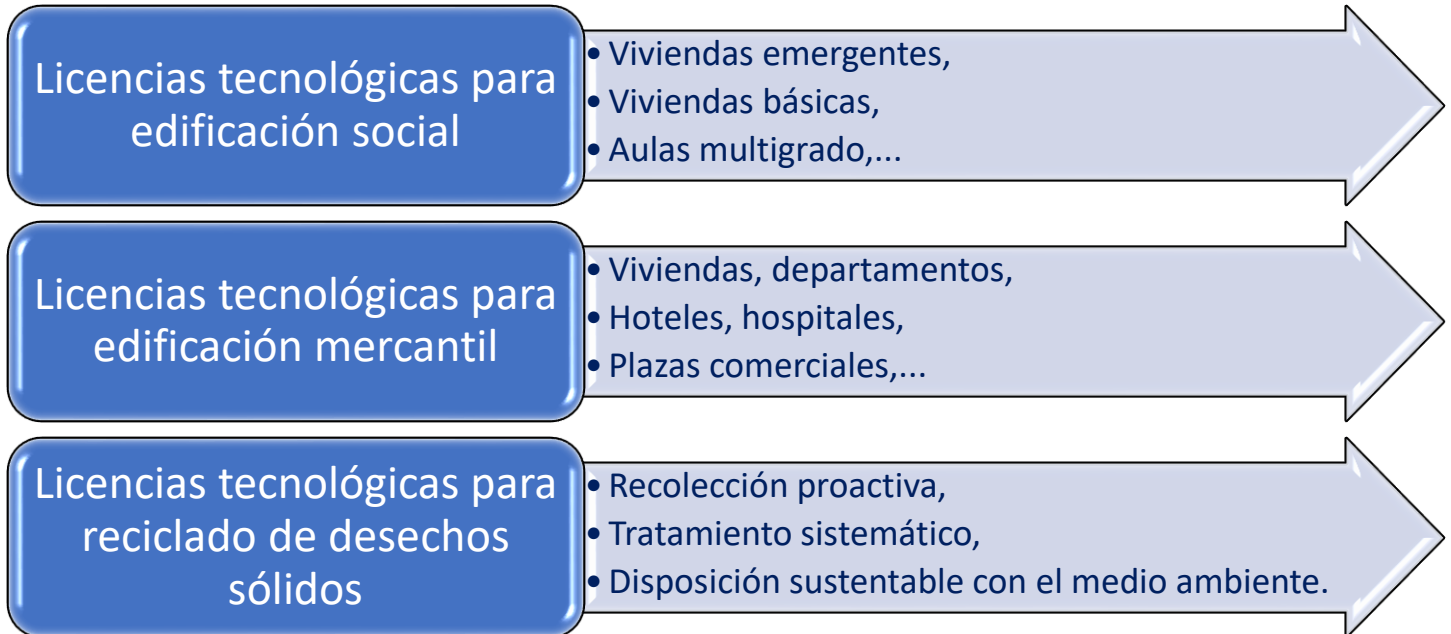 Licencias tecnológicas para
edificación social
• Viviendas emergentes,
• Viviendas básicas,
• Aulas multigrado,...
Licencias tecnológicas para
edificación mercantil
• Viviendas, departamentos,
• Hoteles, hospitales,
• Plazas comerciales,...
Licencias tecnológicas para
reciclado de desechos
sólidos
• Recolección proactiva,
• Tratamiento sistemático,
• Disposición sustentable con el medio ambiente.